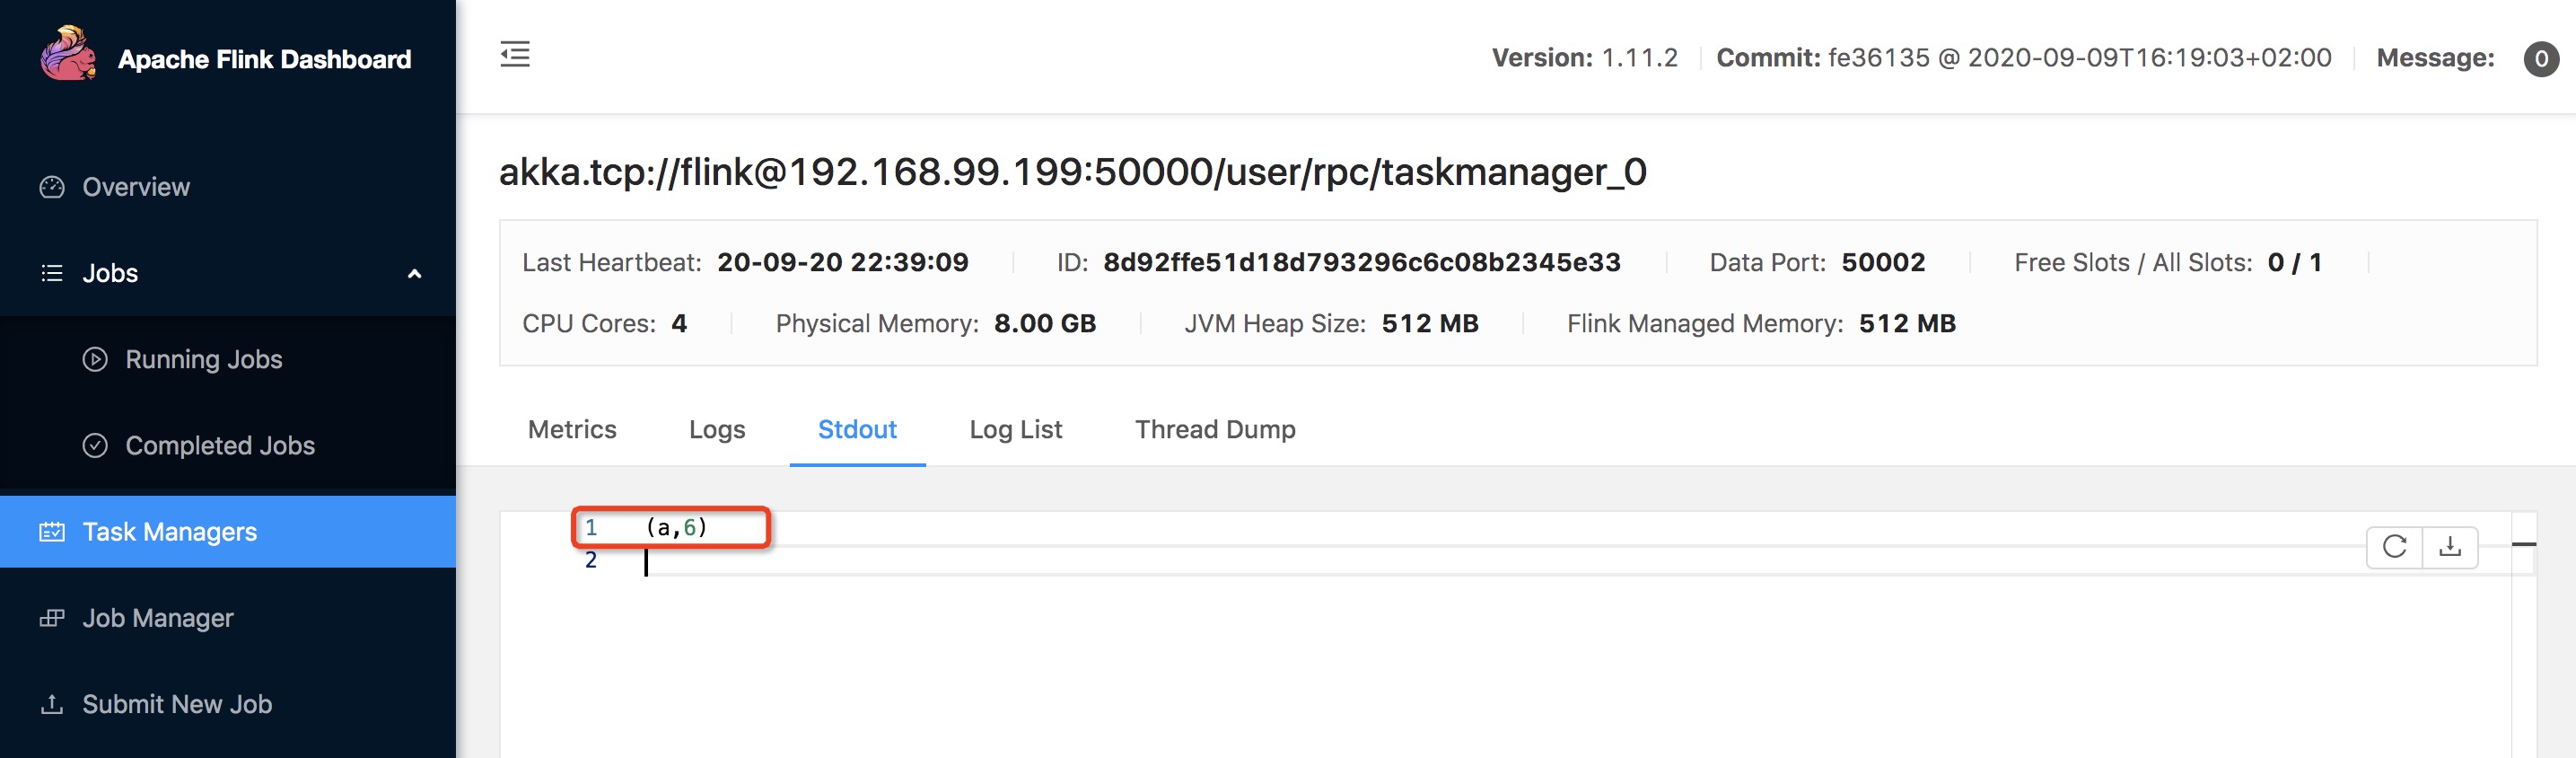 Apache Flink Dashboard
Version: 1.11.2 Commit: fe36135 @ 2020-09-09T16:19:03+02:00 Message: 0
Overview
Jobs
Running Jobs
Completed Jobs
Task Managers
Job Manager
Submit New Job
akka.tcp://flink@192.168.99.199:50000/user/rpc/taskmanager_0
Last Heartbeat: 20-09-20 22:39:09 ID: 8d92ffe51d18d793296c6c08b2345e33 Data Port: 50002 Free Slots / All Slots: 0 / 1
CPU Cores: 4 Physical Memory: 8.00 GB JVM Heap Size: 512 MB Flink Managed Memory: 512 MB
Metrics Logs Stdout Log List Thread Dump
1 (a,6)
2